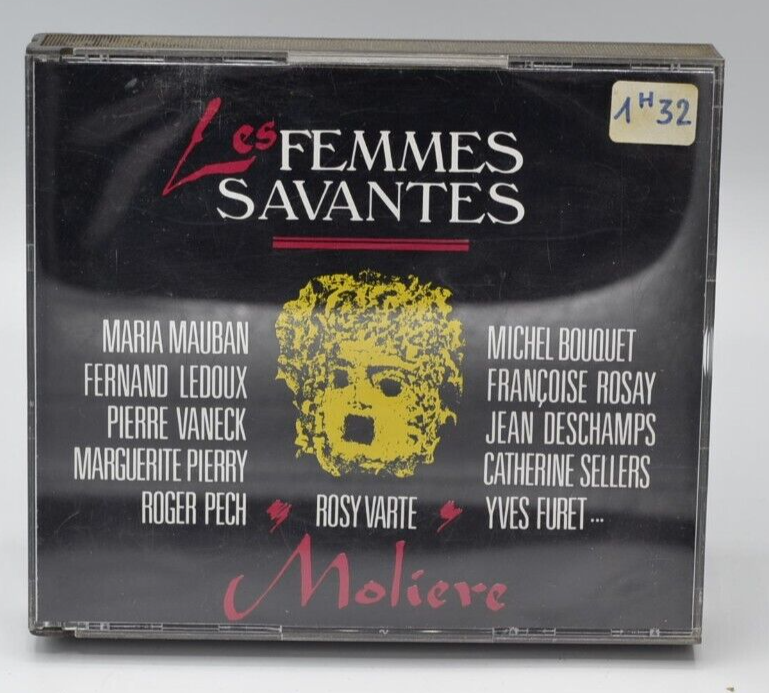 1H32
Les FEMMES
SAVANTES
MARIA MAUBAN
FERNAND LEDOUX
PIERRE VANECK
MARGUERITE PIERRY
ROGER PECH
ROSY VARTE
MICHEL BOUQUET
FRANÇOISE ROSAY
JEAN DESCHAMPS
CATHERINE SELLERS
YVES FURET ...
Moliere